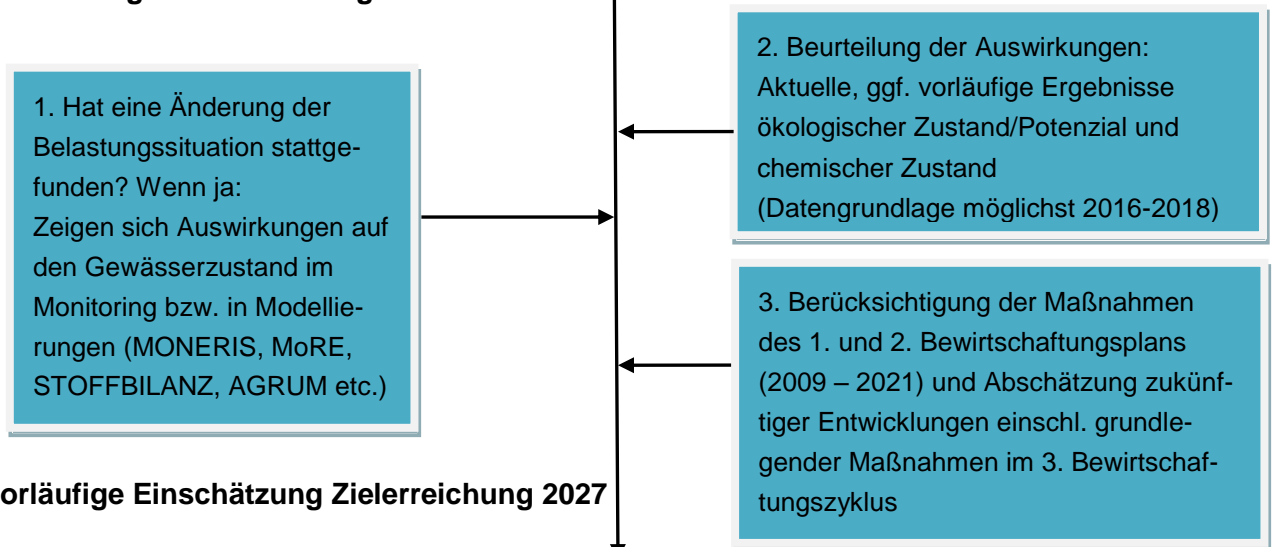 1. Hat eine Änderung der
Belastungssituation stattge-
funden? Wenn ja:
Zeigen sich Auswirkungen auf
den Gewässerzustand im
Monitoring bzw. in Modellie-
rungen (MONERIS, MoRE,
STOFFBILANZ, AGRUM etc.)
2. Beurteilung der Auswirkungen:
Aktuelle, ggf. vorläufige Ergebnisse
ökologischer Zustand/Potenzial und
chemischer Zustand
(Datengrundlage möglichst 2016-2018)
3. Berücksichtigung der Maßnahmen
des 1. und 2. Bewirtschaftungsplans
(2009 – 2021) und Abschätzung zukünf-
tiger Entwicklungen einschl. grundle-
gender Maßnahmen im 3. Bewirtschaf-
tungszyklus
orläufige Einschätzung Zielerreichung 2027